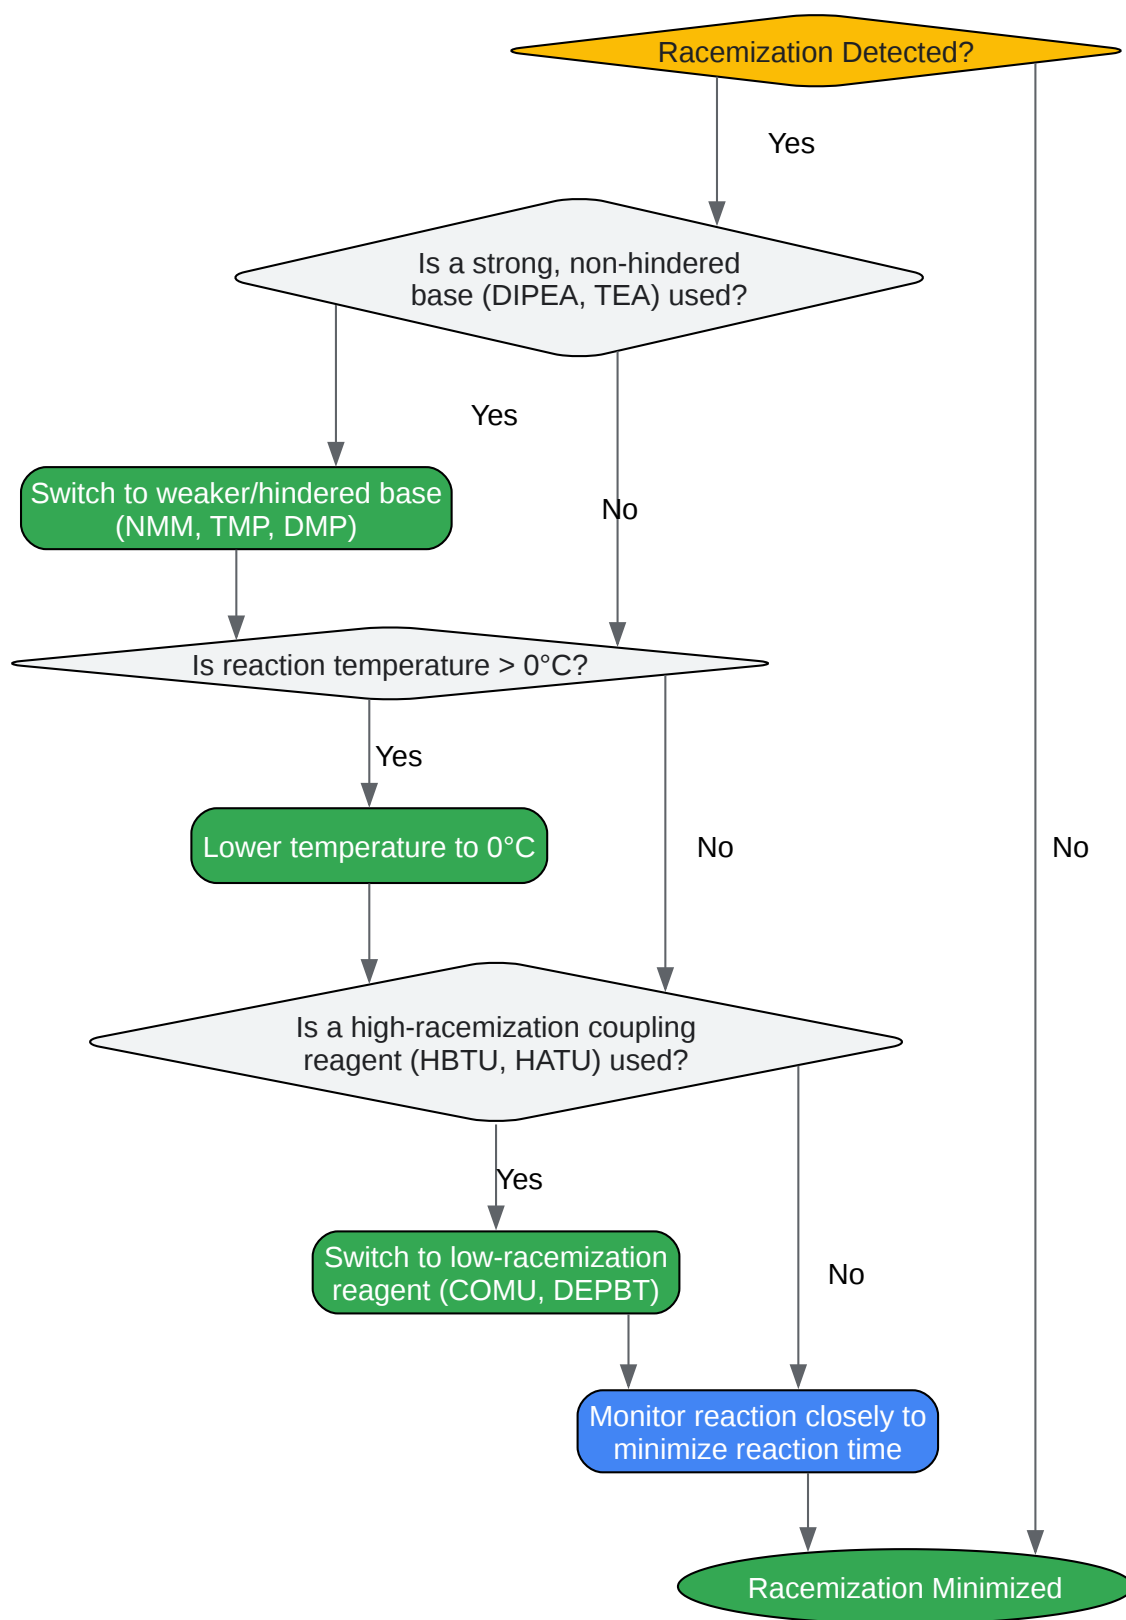 Racemization Detected?
Yes
Is a strong, non-hindered
base (DIPEA, TEA) used?
Yes
Switch to weaker/hindered base
(NMM, TMP, DMP)
No
Is reaction temperature > 0°C?
Yes
Lower temperature to 0°C
No
No
Is a high-racemization coupling
reagent (HBTU, HATU) used?
Yes
Switch to low-racemization
reagent (COMU, DEPBT)
No
Monitor reaction closely to
minimize reaction time
Racemization Minimized